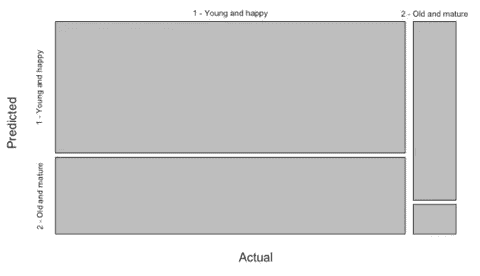 1 - Young and happy
2 - Old and mature
Predicted
1 - Young and happy
2 - Old and mature
Actual